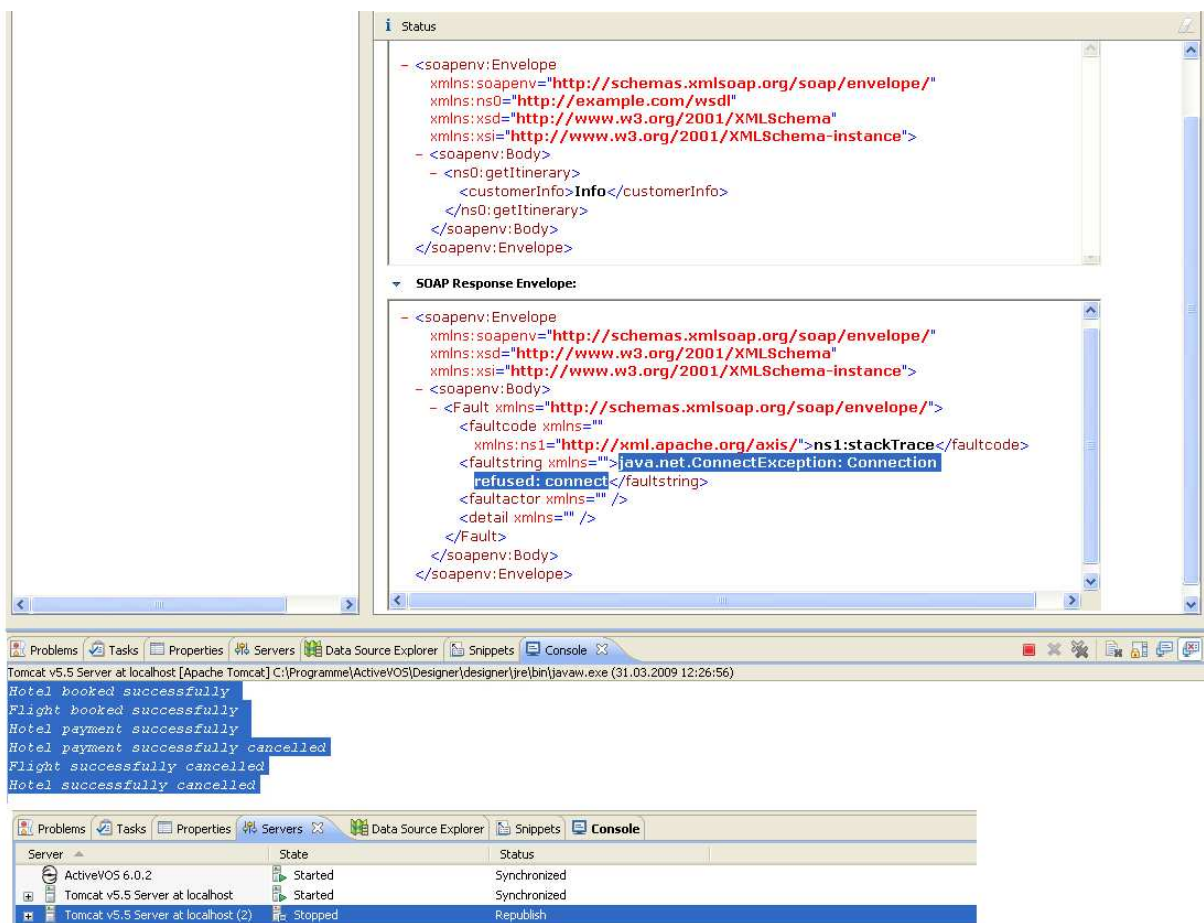 Status
- <soapenv:Envelope
xmlns:soapenv="http://schemas.xmlsoap.org/soap/envelope/"
xmlns:ns0="http://example.com/wsdl"
xmlns:xsd="http://www.w3.org/2001/XMLSchema"
xmlns:xsi="http://www.w3.org/2001/XMLSchema-instance">
- <soapenv:Body>
- <ns0:getItinerary>
<customerInfo>Info</customerInfo>
</ns0:getItinerary>
</soapenv:Body>
</soapenv:Envelope>
SOAP Response Envelope:
- <soapenv:Envelope
xmlns:soapenv="http://schemas.xmlsoap.org/soap/envelope/"
xmlns:xsd="http://www.w3.org/2001/XMLSchema"
xmlns:xsi="http://www.w3.org/2001/XMLSchema-instance">
- <soapenv:Body>
- <Fault xmlns="http://schemas.xmlsoap.org/soap/envelope/">
<faultcode xmlns=""
xmlns:ns1="http://xml.apache.org/axis/">ns1:stackTrace</faultcode>
<faultstring xmlns="">java.net.ConnectException: Connection
refused: connect</faultstring>
<faultactor xmlns="" />
<detail xmlns="" />
</Fault>
</soapenv:Body>
</soapenv:Envelope>
Problems Tasks Properties Servers Data Source Explorer Snippets Console
Tomcat v5.5 Server at localhost [Apache Tomcat] C:\Programme\ActiveVOS\Designer\designer\jre\bin\javaw.exe (31.03.2009 12:26:56)
Hotel booked successfully
Flight booked successfully
Hotel payment successfully
Hotel payment successfully cancelled
Flight successfully cancelled
Hotel successfully cancelled
Problems Tasks Properties Servers Data Source Explorer Snippets Console
Server State Status
ActiveVOS 6.0.2 Started Synchronized
Tomcat v5.5 Server at localhost Started Synchronized
Tomcat v5.5 Server at localhost (2) Stopped Republish